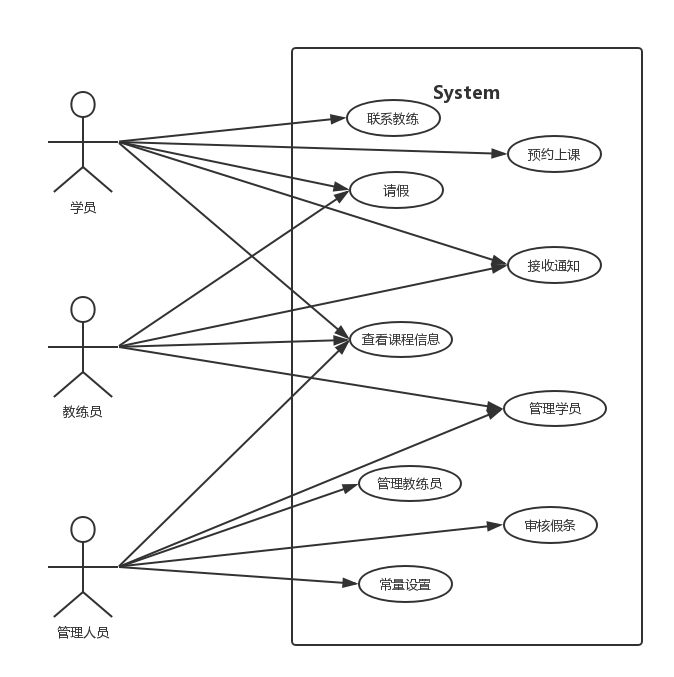 System
联系教练
预约上课
请假
学员
接收通知
查看课程信息
教练员
管理学员
管理教练员
审核假条
常量设置
管理人员